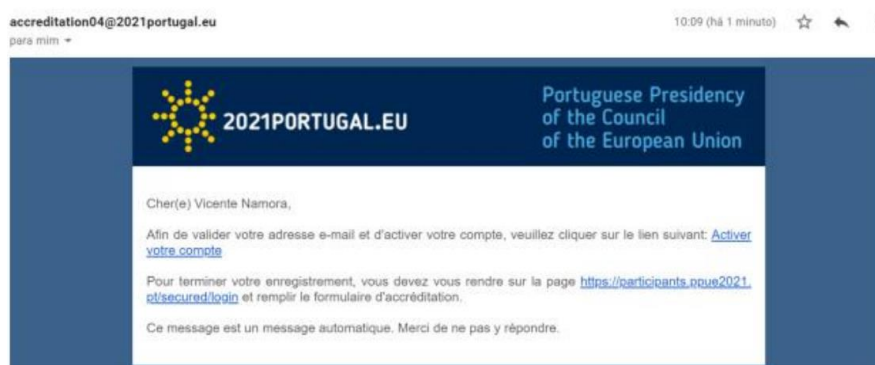 accreditation04@2021portugal.eu
10:09 (há 1 minuto)
para mim
2021PORTUGAL.EU
Portuguese Presidency
of the Council
of the European Union
Cher(e) Vicente Namora,
Afin de valider votre adresse e-mail et d'activer votre compte, veuillez cliquer sur le lien suivant: Activer
votre compte
Pour terminer votre enregistrement, vous devez vous rendre sur la page https://participants.ppue2021.
pt/secured/login et remplir le formulaire d'accréditation.
Ce message est un message automatique. Merci de ne pas y répondre.